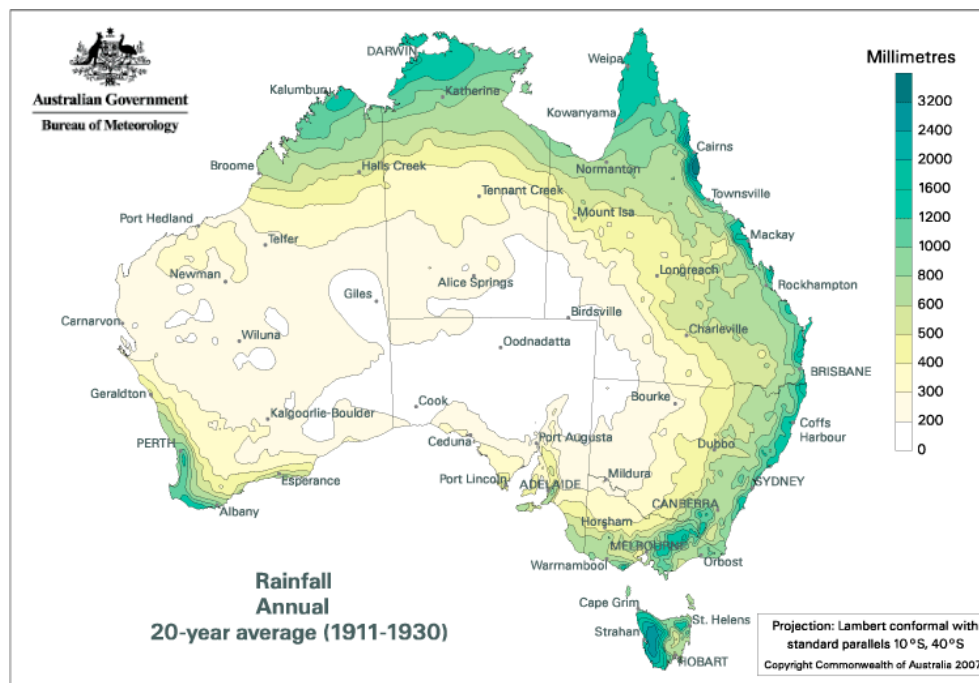 Australian Government
Bureau of Meteorology
DARWIN
Kalumburu
Katherine
Weipa
Kowanyama
Cairns
Broome
Halls Creek
Normanton
Tennant Creek
Townsville
Port Hedland
Mount Isa
Telfer
Mackay
Newman
Alice Springs
Longreach
Giles
Rockhampton
Carnarvon
Birdsville
Wiluna
Oodnadatta
Charleville
BRISBANE
Geraldton
Cook
Bourke
Kalgoorlie-Boulder
Coffs
Harbour
PERTH
Ceduna
Port Augusta
Dubbo
Mildura
Esperance
Port Lincoln
ADELAIDE
SYDNEY
Albany
CANBERRA
Horsham
MELBOURNE
Warrnambool
Orbost
Cape Grim
St. Helens
Strahan
HOBART
Millimetres
3200
2400
2000
1600
1200
1000
800
600
500
400
300
200
0
Rainfall
Annual
20-year average (1911-1930)
Projection: Lambert conformal with
standard parallels 10°S, 40°S
Copyright Commonwealth of Australia 2007